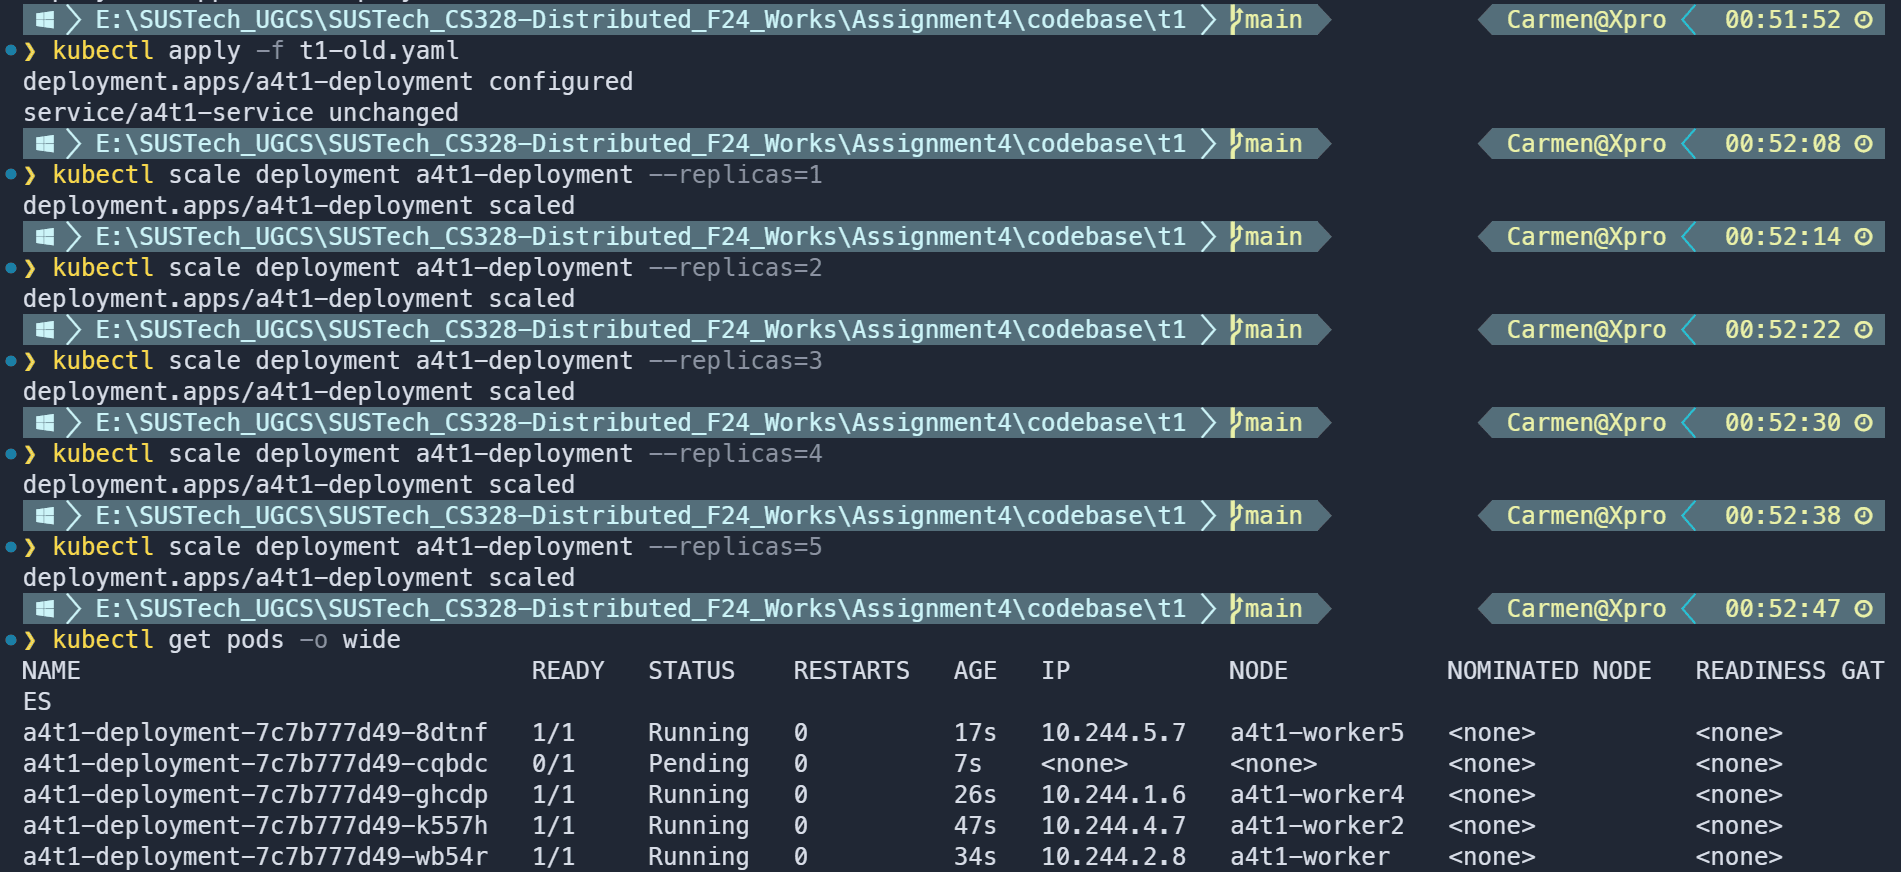 E:\SUSTech_UGCS\SUSTech_CS328-Distributed_F24_Works\Assignment4\codebase\t1 main Carmen@Xpro 00:51:52
❯ kubectl apply -f t1-old.yaml
deployment.apps/a4t1-deployment configured
service/a4t1-service unchanged
E:\SUSTech_UGCS\SUSTech_CS328-Distributed_F24_Works\Assignment4\codebase\t1 main Carmen@Xpro 00:52:08
❯ kubectl scale deployment a4t1-deployment --replicas=1
deployment.apps/a4t1-deployment scaled
E:\SUSTech_UGCS\SUSTech_CS328-Distributed_F24_Works\Assignment4\codebase\t1 main Carmen@Xpro 00:52:14
❯ kubectl scale deployment a4t1-deployment --replicas=2
deployment.apps/a4t1-deployment scaled
E:\SUSTech_UGCS\SUSTech_CS328-Distributed_F24_Works\Assignment4\codebase\t1 main Carmen@Xpro 00:52:22
❯ kubectl scale deployment a4t1-deployment --replicas=3
deployment.apps/a4t1-deployment scaled
E:\SUSTech_UGCS\SUSTech_CS328-Distributed_F24_Works\Assignment4\codebase\t1 main Carmen@Xpro 00:52:30
❯ kubectl scale deployment a4t1-deployment --replicas=4
deployment.apps/a4t1-deployment scaled
E:\SUSTech_UGCS\SUSTech_CS328-Distributed_F24_Works\Assignment4\codebase\t1 main Carmen@Xpro 00:52:38
❯ kubectl scale deployment a4t1-deployment --replicas=5
deployment.apps/a4t1-deployment scaled
E:\SUSTech_UGCS\SUSTech_CS328-Distributed_F24_Works\Assignment4\codebase\t1 main Carmen@Xpro 00:52:47
❯ kubectl get pods -o wide
NAME READY STATUS RESTARTS AGE IP NODE NOMINATED NODE READINESS GAT
ES
a4t1-deployment-7c7b777d49-8dtnf 1/1 Running 0 17s 10.244.5.7 a4t1-worker5 <none> <none>
a4t1-deployment-7c7b777d49-cqbdc 0/1 Pending 0 7s <none> <none> <none> <none>
a4t1-deployment-7c7b777d49-ghcdp 1/1 Running 0 26s 10.244.1.6 a4t1-worker4 <none> <none>
a4t1-deployment-7c7b777d49-k557h 1/1 Running 0 47s 10.244.4.7 a4t1-worker2 <none> <none>
a4t1-deployment-7c7b777d49-wb54r 1/1 Running 0 34s 10.244.2.8 a4t1-worker <none> <none>